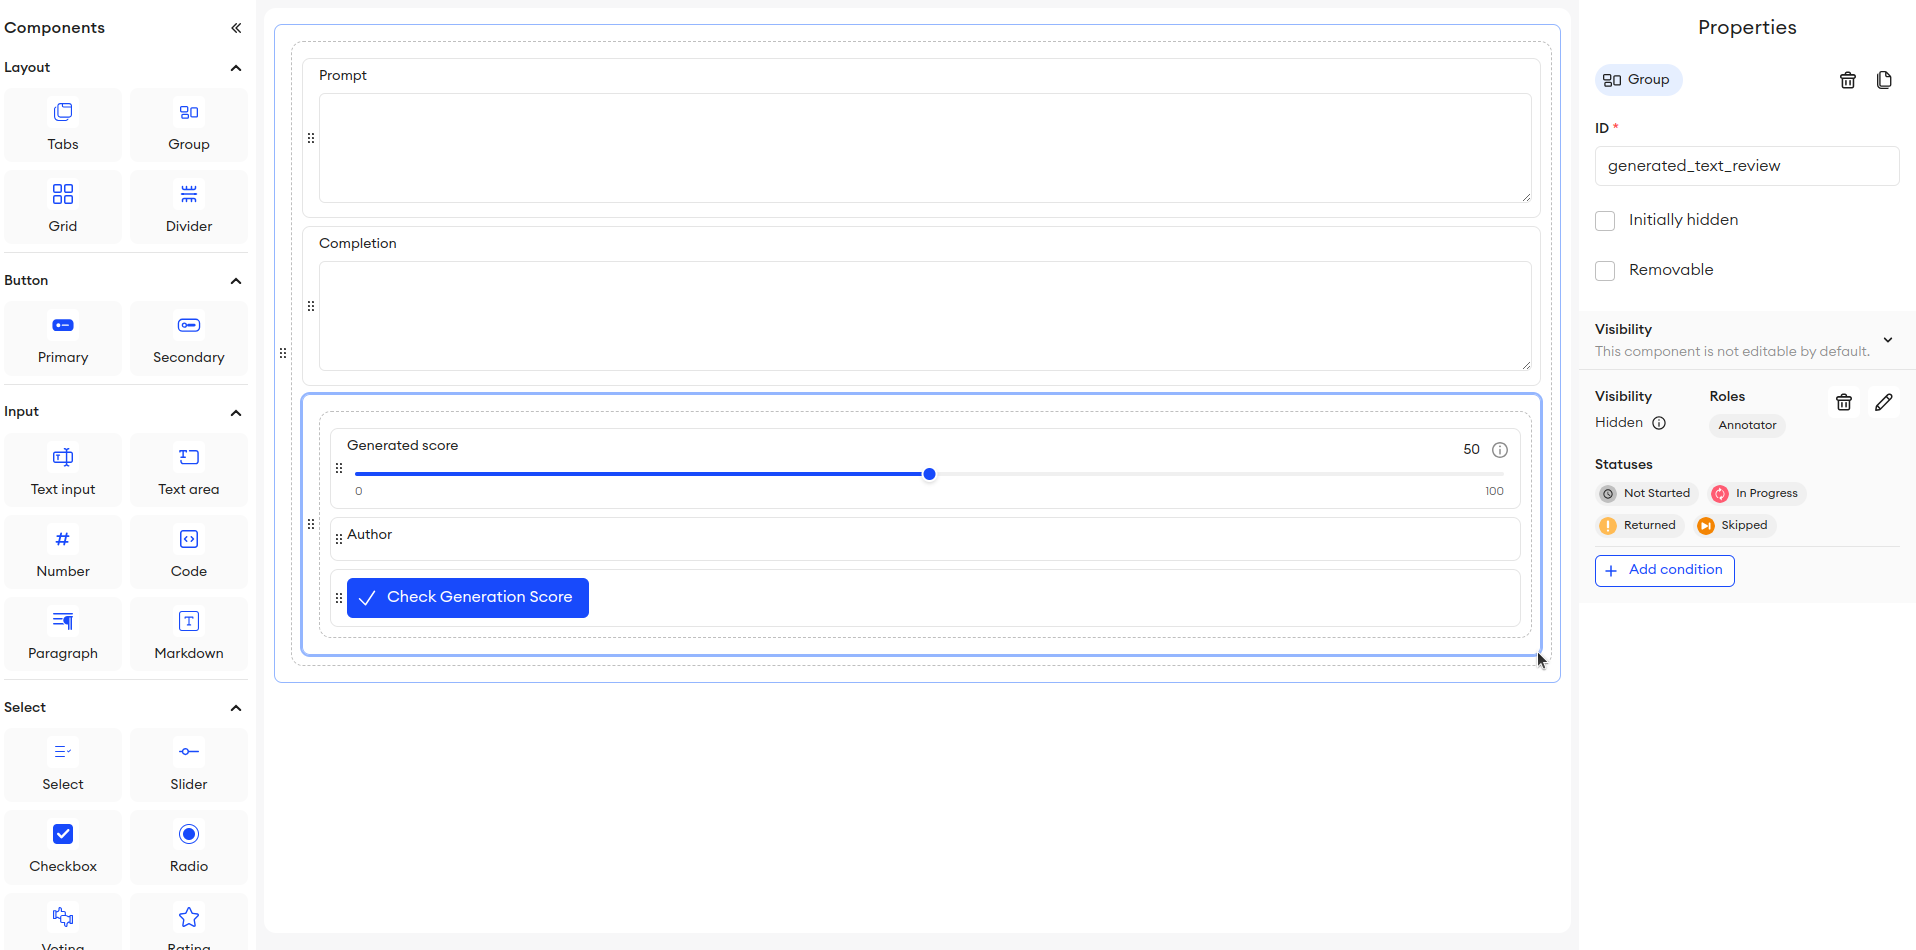 Components
Layout
Tabs
Group
Grid
Divider
Button
Primary
Secondary
Input
Text input
Text area
Number
Code
Paragraph
Markdown
Select
Select
Slider
Checkbox
Radio
Voting
Rating
Prompt
Completion
Generated score
50
0
100
Author
Check Generation Score
Properties
Group
ID *
generated_text_review
Initially hidden
Removable
Visibility
This component is not editable by default.
Visibility
Roles
Hidden
Annotator
Statuses
Not Started
In Progress
Returned
Skipped
Add condition